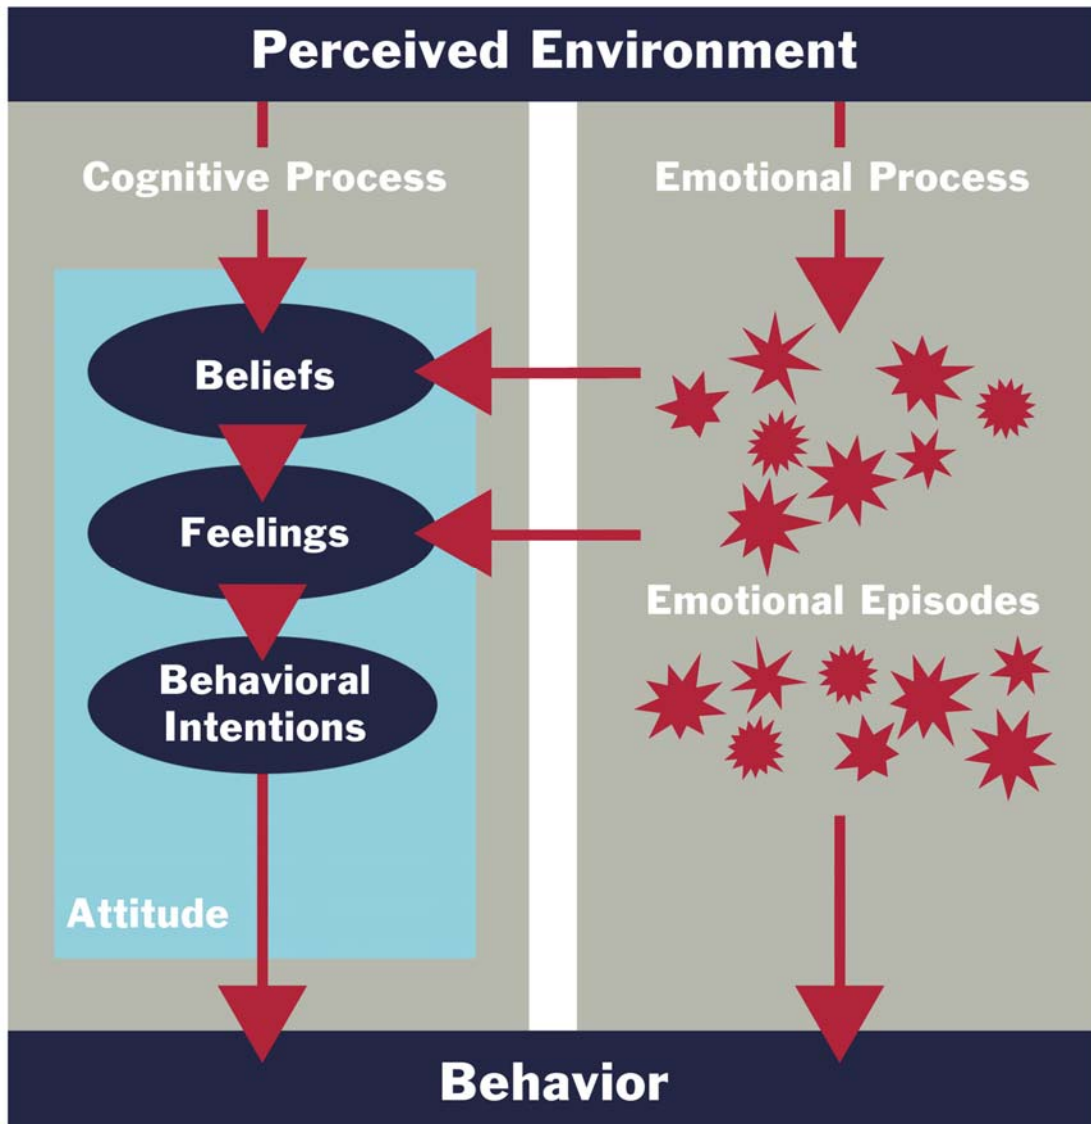 Perceived Environment
Cognitive Process
Emotional Process
Beliefs
Feelings
Emotional Episodes
Behavioral
Intentions
Attitude
Behavior